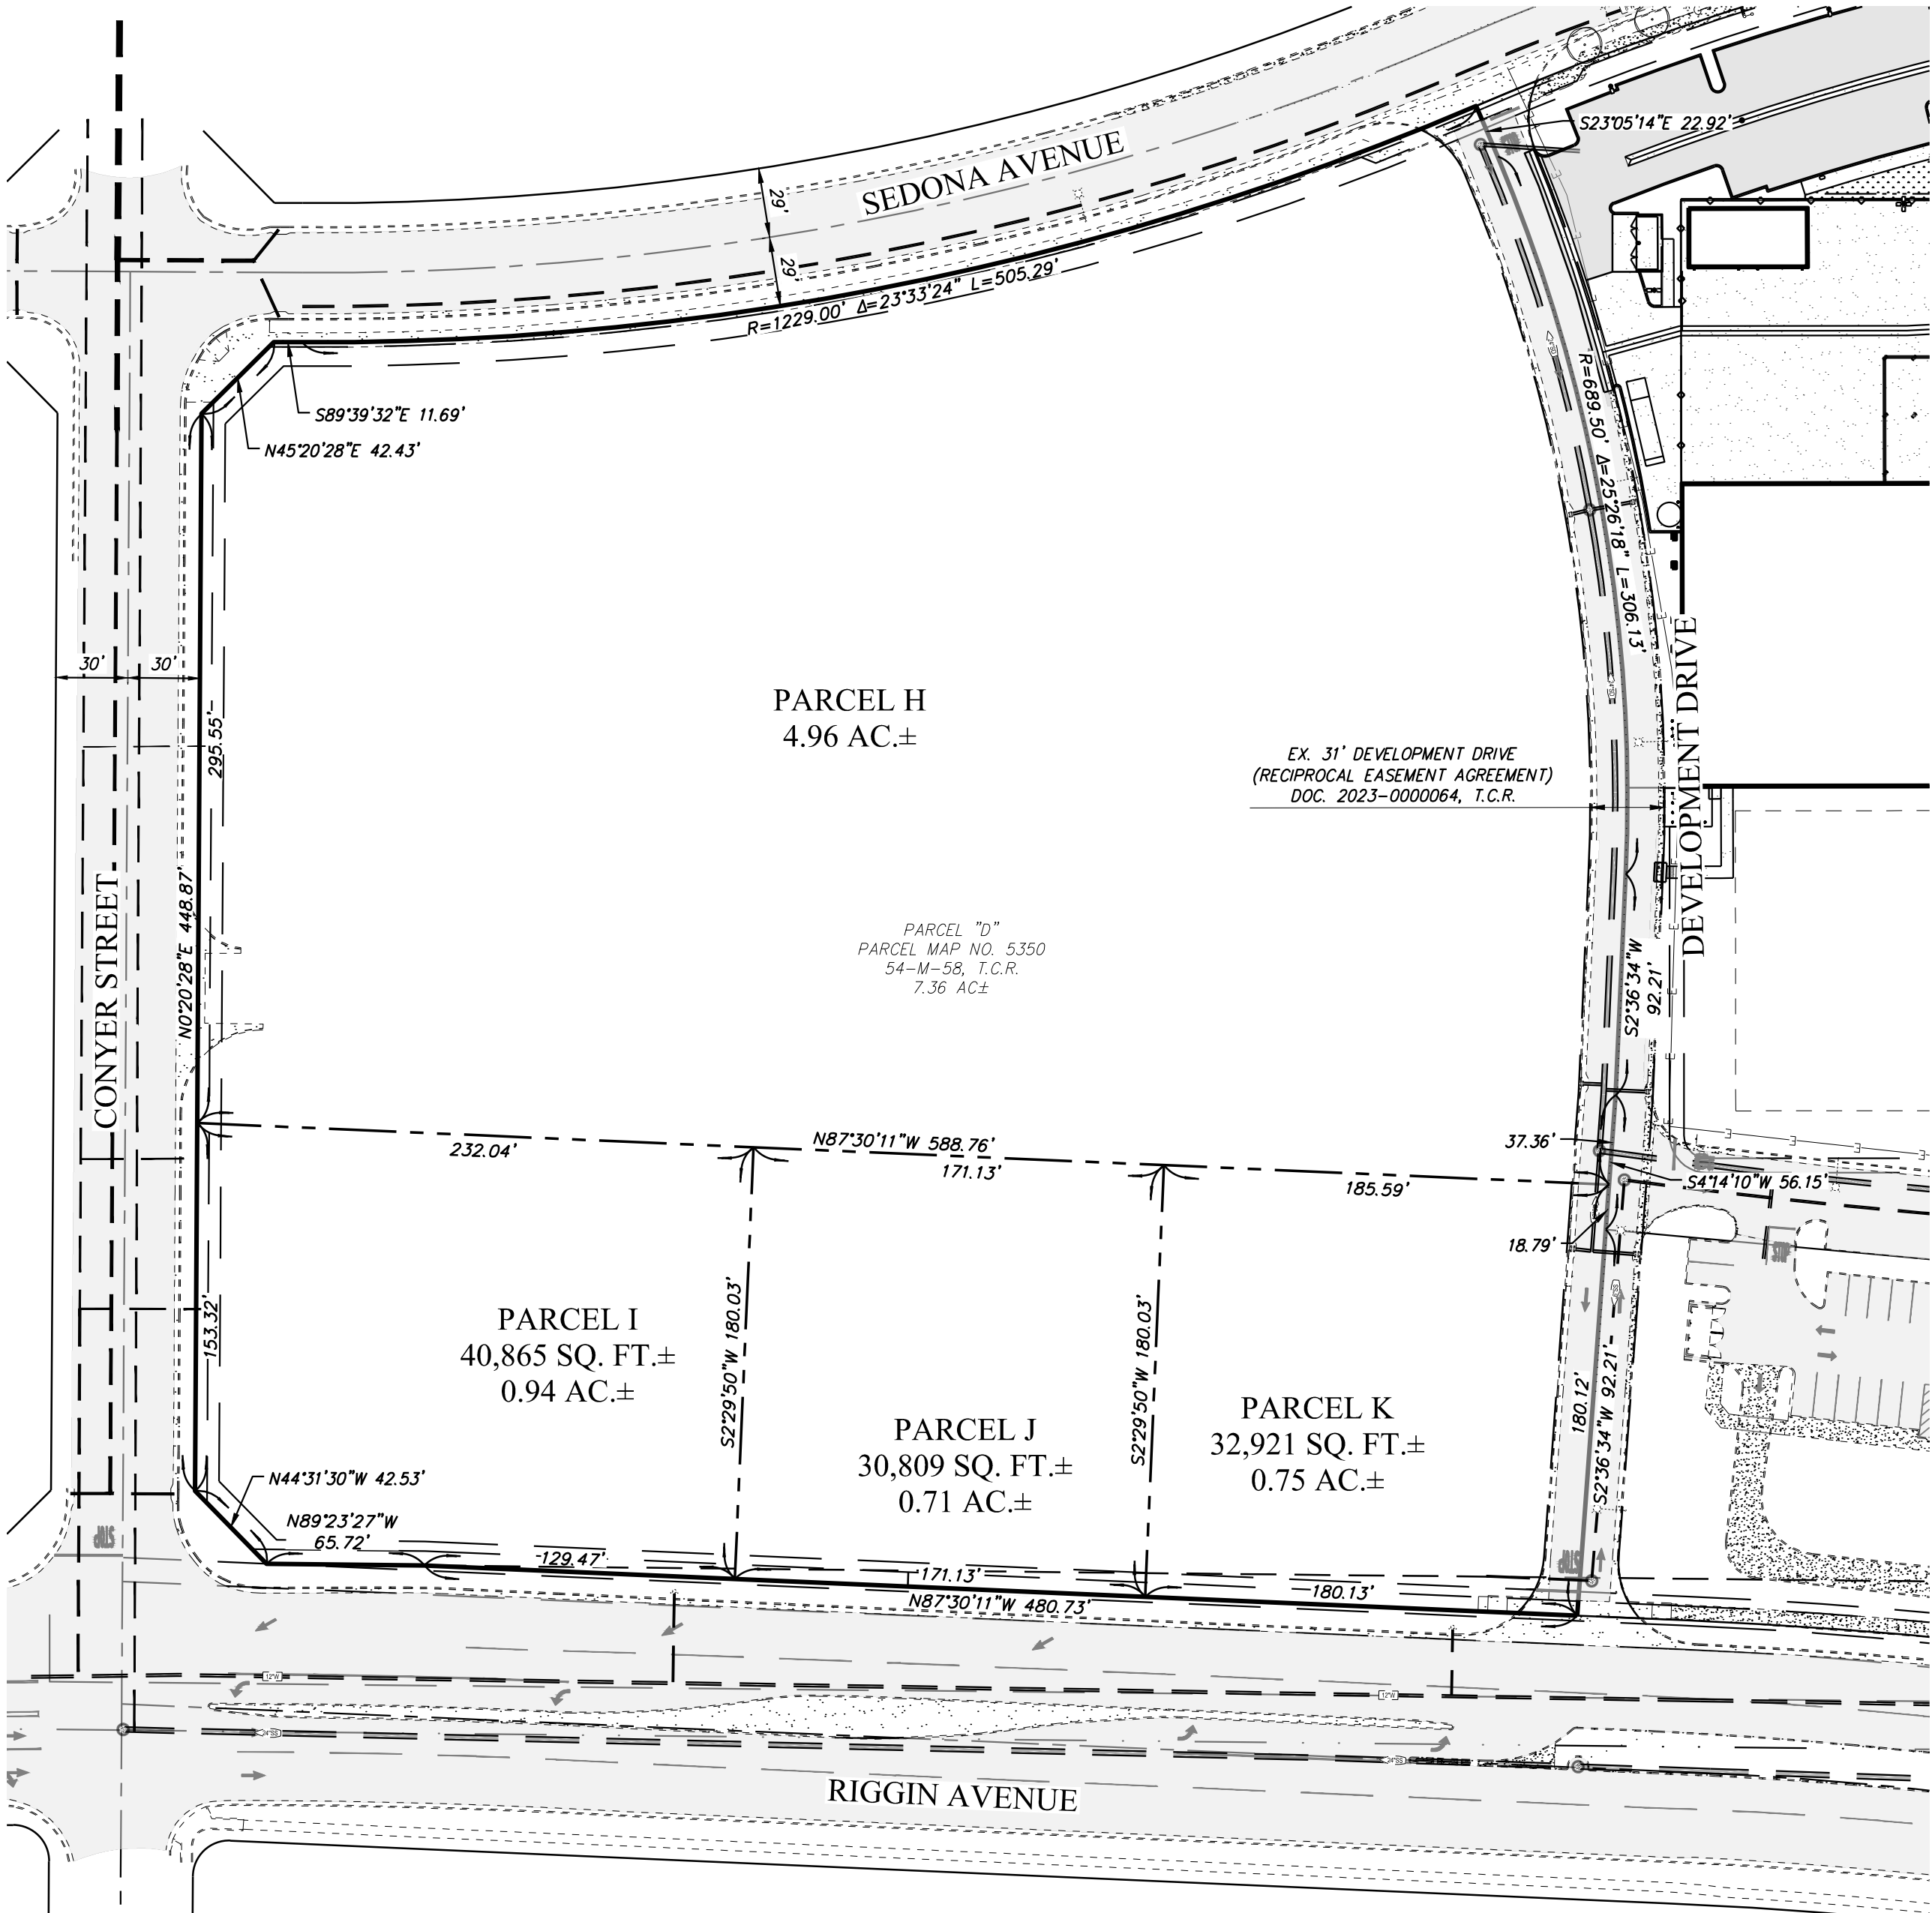 SEDONA AVENUE
29'
29'
S23°05'14"E 22.92'
R=1229.00' Δ=23°33'24" L=505.29'
S89°39'32"E 11.69'
N45°20'28"E 42.43'
R=689.50' Δ=25°26'18" L=306.13'
30'
30'
295.55'
PARCEL H
4.96 AC.±
EX. 31' DEVELOPMENT DRIVE
(RECIPROCAL EASEMENT AGREEMENT)
DOC. 2023-0000064, T.C.R.
DEVELOPMENT DRIVE
CONYER STREET
N0°20'28"E 448.87'
PARCEL "D"
PARCEL MAP NO. 5350
54-M-58, T.C.R.
7.36 AC±
S2°36'34"W
92.21'
N87°30'11"W 588.76'
232.04'
171.13'
185.59'
37.36'
S4°14'10"W 56.15'
18.79'
STOP
153.32'
PARCEL I
40,865 SQ. FT.±
0.94 AC.±
S2°29'50"W 180.03'
PARCEL J
30,809 SQ. FT.±
0.71 AC.±
S2°29'50"W 180.03'
PARCEL K
32,921 SQ. FT.±
0.75 AC.±
180.12'
S2°36'34"W 92.21'
N44°31'30"W 42.53'
N89°23'27"W
65.72'
129.47'
171.13'
180.13'
N87°30'11"W 480.73'
STOP
STOP
12"W
12"W
RIGGIN AVENUE